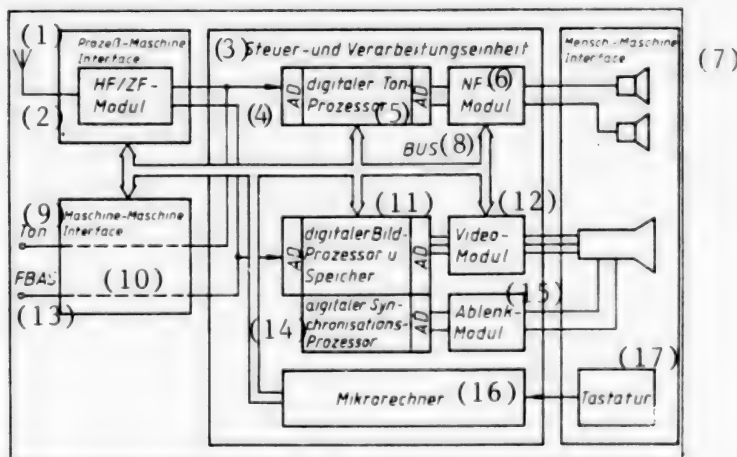 (1)
Prozeß-Maschine
Interface
(2)
HF/ZF-
Modul
(3) Steuer-und Verarbeitungseinheit
(4)
AD
digitaler Ton-
Prozessor (5)
AD
NF (6)
Modul
Mensch-Maschine
Interface
(7)
BUS (8)
(9)
Ton
Maschine-Maschine
Interface
(10)
FBAS
(13)
(11)
AD
digitaler Bild-
Prozessor u
Speicher
AD
(12)
Video-
Modul
(14)
digitaler Syn-
chronisations-
Prozessor
AD
(15)
Ablenk-
Modul
Mikrorechner (16)
(17)
Tastatur